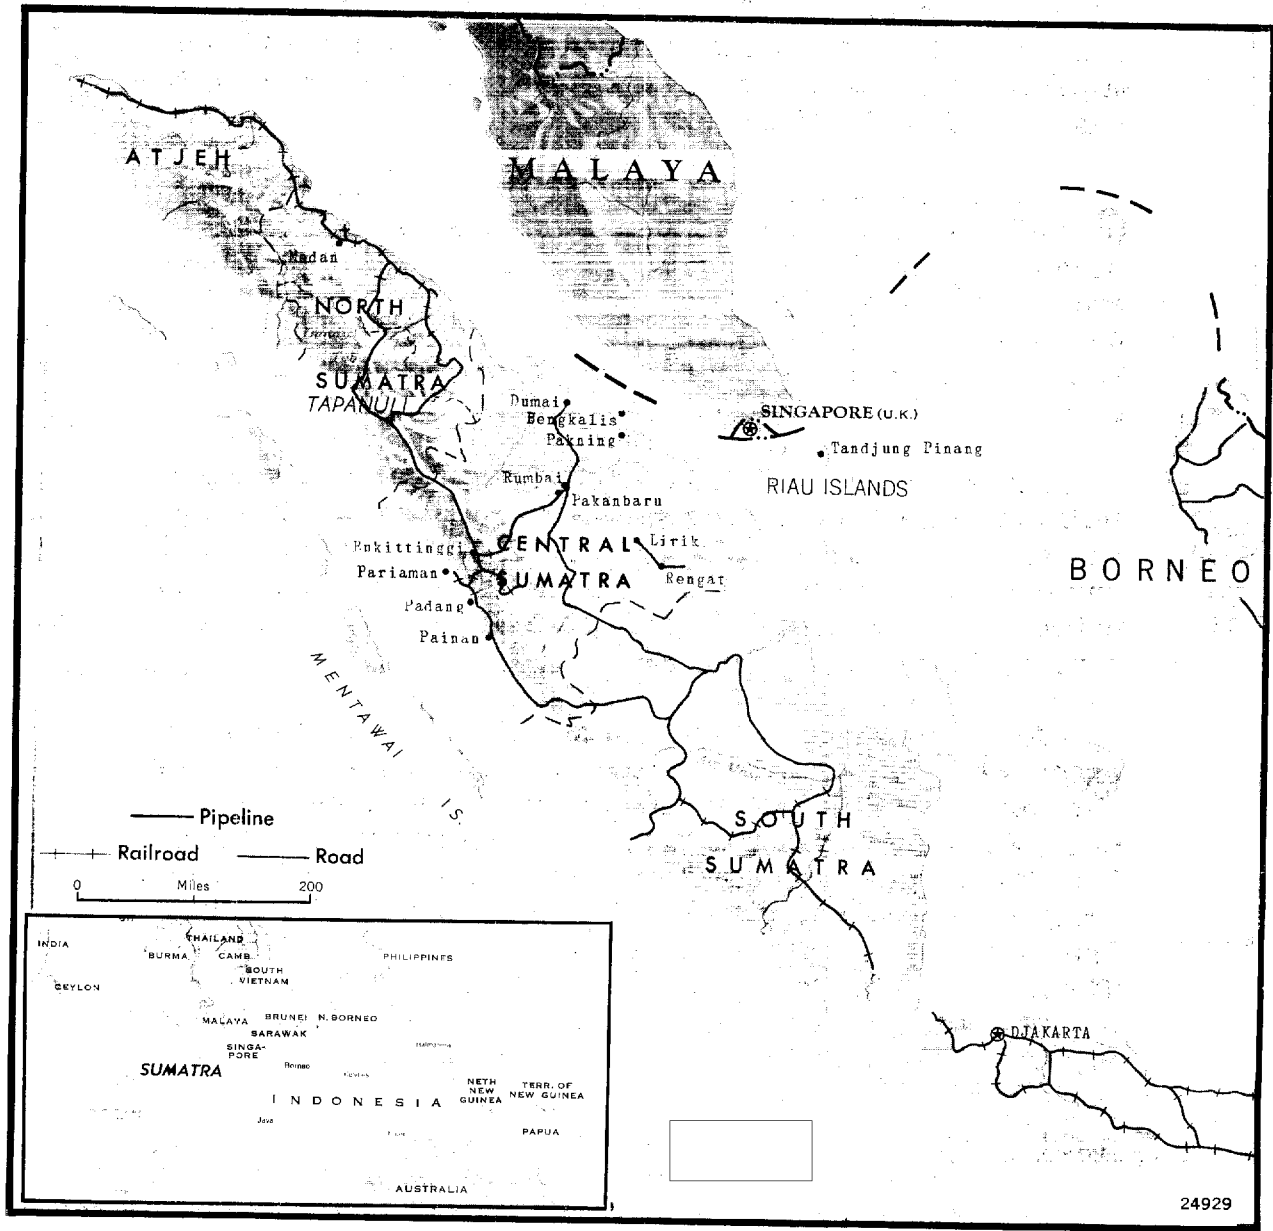 ATJEH
MALAYA
Medan
NORTH
SUMATRA
TAPANULI
Dumai
Bengkalis
Pakning
SINGAPORE (U.K.)
Tandjung Pinang
RIAU ISLANDS
Rumbai
Pakanbaru
CENTRAL
SUMATRA
Lirik
Rengat
Pariaman
Padang
Painan
BORNEO
MENTAWAI IS.
SOUTH
SUMATRA
DJAKARTA
Pipeline
Railroad Road
0 Miles 200
INDIA
BURMA
THAILAND
CAMB.
SOUTH
VIETNAM
PHILIPPINES
CEYLON
MALAYA
BRUNEI N. BORNEO
SARAWAK
SINGA-
PORE
SUMATRA
Borneo
INDONESIA
Java
NETH
NEW
GUINEA
TERR. OF
NEW GUINEA
PAPUA
AUSTRALIA
24929